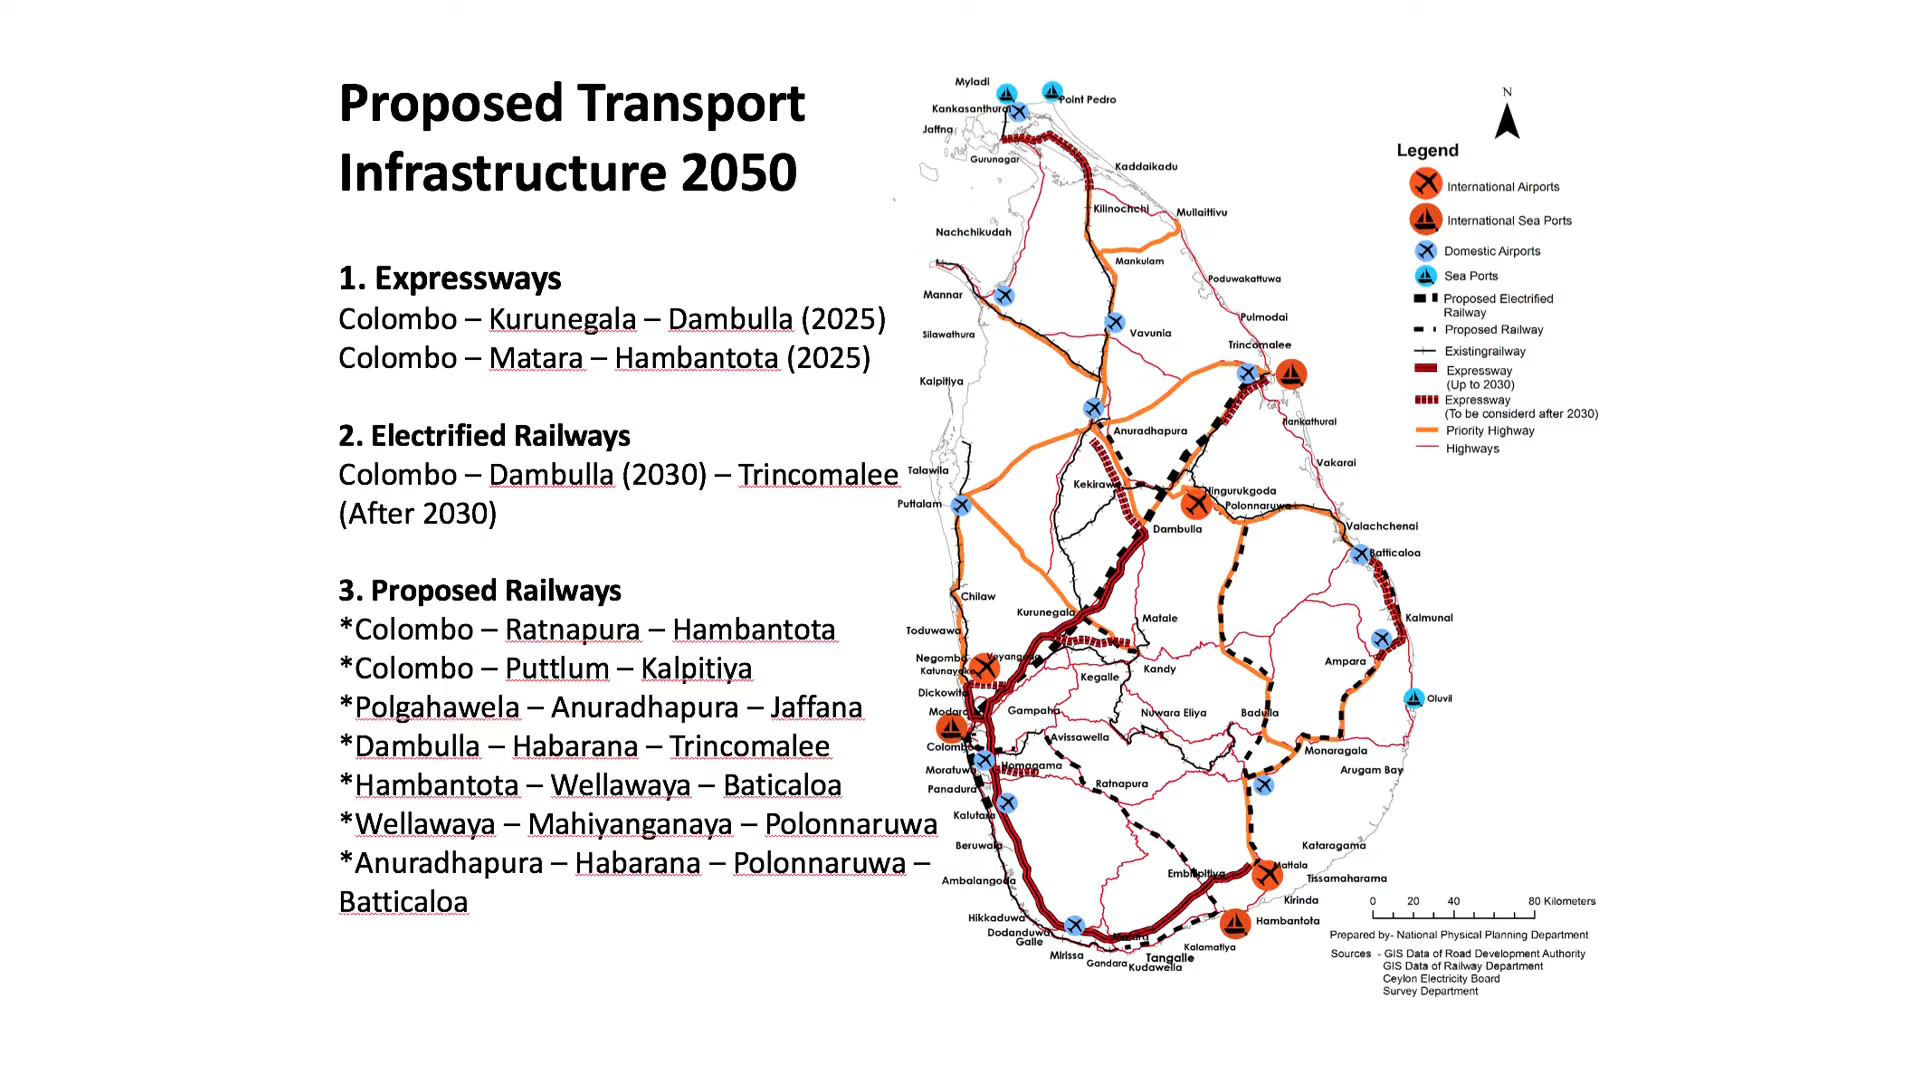 Proposed Transport
Infrastructure 2050
1. Expressways
Colombo – Kurunegala – Dambulla (2025)
Colombo – Matara – Hambantota (2025)
2. Electrified Railways
Colombo – Dambulla (2030) – Trincomalee
(After 2030)
3. Proposed Railways
*Colombo – Ratnapura – Hambantota
*Colombo – Puttlum – Kalpitiya
*Polgahawela – Anuradhapura – Jaffana
*Dambulla – Habarana – Trincomalee
*Hambantota – Wellawaya – Baticaloa
*Wellawaya – Mahiyanganaya – Polonnaruwa
*Anuradhapura – Habarana – Polonnaruwa –
Batticaloa
Myladi
Point Pedro
Kankasanthurai
Jaffna
Gurunagar
Kaddaikadu
Kilinochchi
Mullaittivu
Nachchikudah
Mankulam
Poduwakattuwa
Mannar
Pulmodai
Silawathura
Vavunia
Trincomalee
Kalpitiya
Anuradhapura
Vakarai
Talawila
Kekirawa
Hingurukgoda
Puttalam
Polonnaruwa
Dambulla
Valachchenai
Batticaloa
Chilaw
Kurunegala
Matale
Kalmunai
Toduwawa
Negombo
Veyangoda
Ampara
Katunayake
Kandy
Kegalle
Dickowita
Oluvil
Modara
Gampaha
Nuwara Eliya
Badulla
Colombo
Avissawella
Monaragala
Homagama
Moratuwa
Arugam Bay
Panadura
Ratnapura
Kalutara
Beruwala
Kataragama
Mattala
Embilipitiya
Tissamaharama
Ambalangoda
Kirinda
Hikkaduwa
Hambantota
Dodanduwa
Galle
Matara
Kalamatiya
Mirissa
Gandara
Tangalle
Kudawella
N
Legend
International Airports
International Sea Ports
Domestic Airports
Sea Ports
Proposed Electrified
Railway
Proposed Railway
Existingrailway
Expressway
(Up to 2030)
Expressway
(To be considerd after 2030)
Priority Highway
Highways
0 20 40 80 Kilometers
Prepared by- National Physical Planning Department
Sources - GIS Data of Road Development Authority
GIS Data of Railway Department
Ceylon Electricity Board
Survey Department